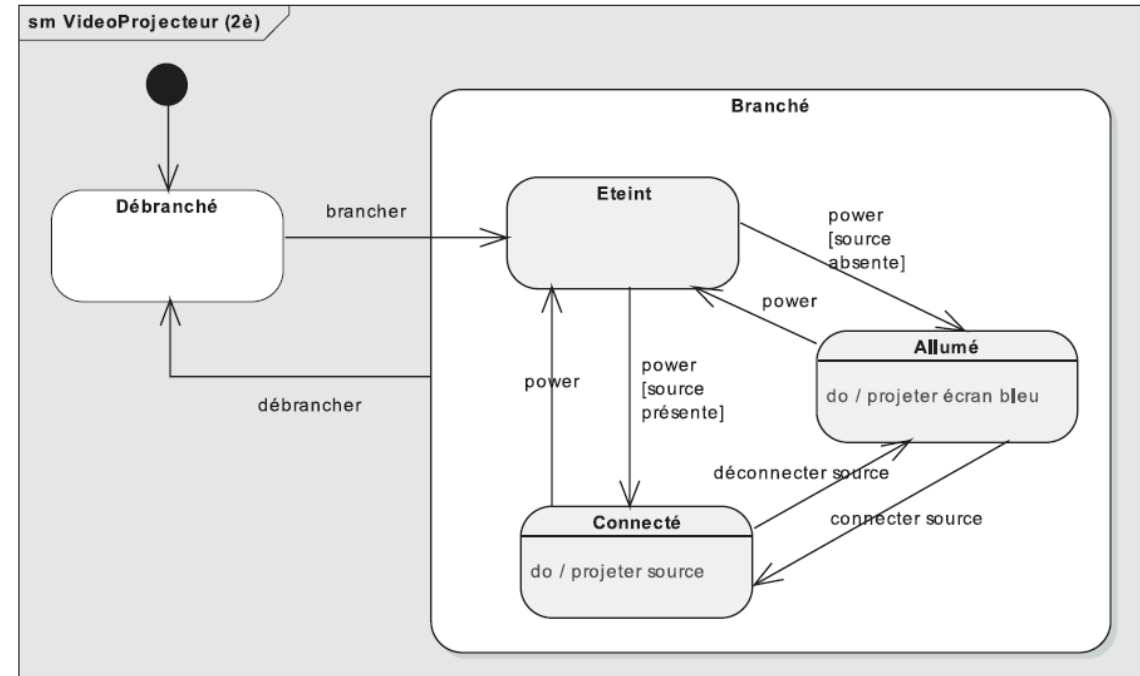 sm VideoProjecteur (2è)
Branché
Débranché
brancher
Eteint
power
[source
absente]
power
Allumé
do / projeter écran bleu
power
power
[source
présente]
débrancher
déconnecter source
connecter source
Connecté
do / projeter source